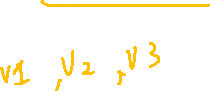 v1 , v2 , v3